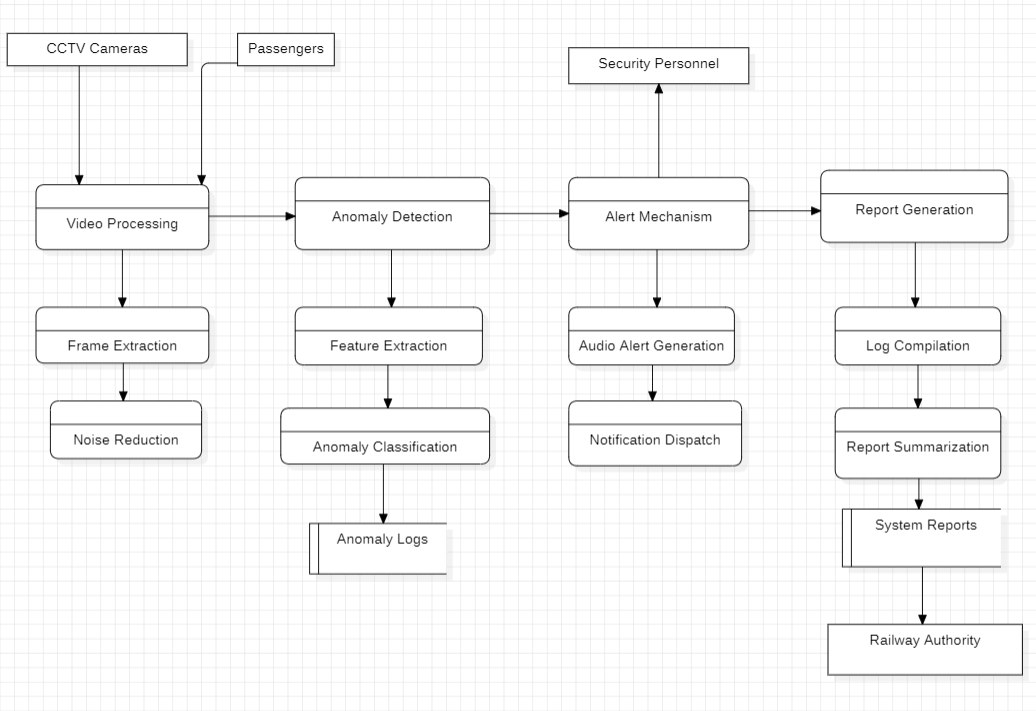 CCTV Cameras
Passengers
Security Personnel
Video Processing
Anomaly Detection
Alert Mechanism
Report Generation
Frame Extraction
Feature Extraction
Audio Alert Generation
Log Compilation
Noise Reduction
Anomaly Classification
Notification Dispatch
Report Summarization
Anomaly Logs
System Reports
Railway Authority